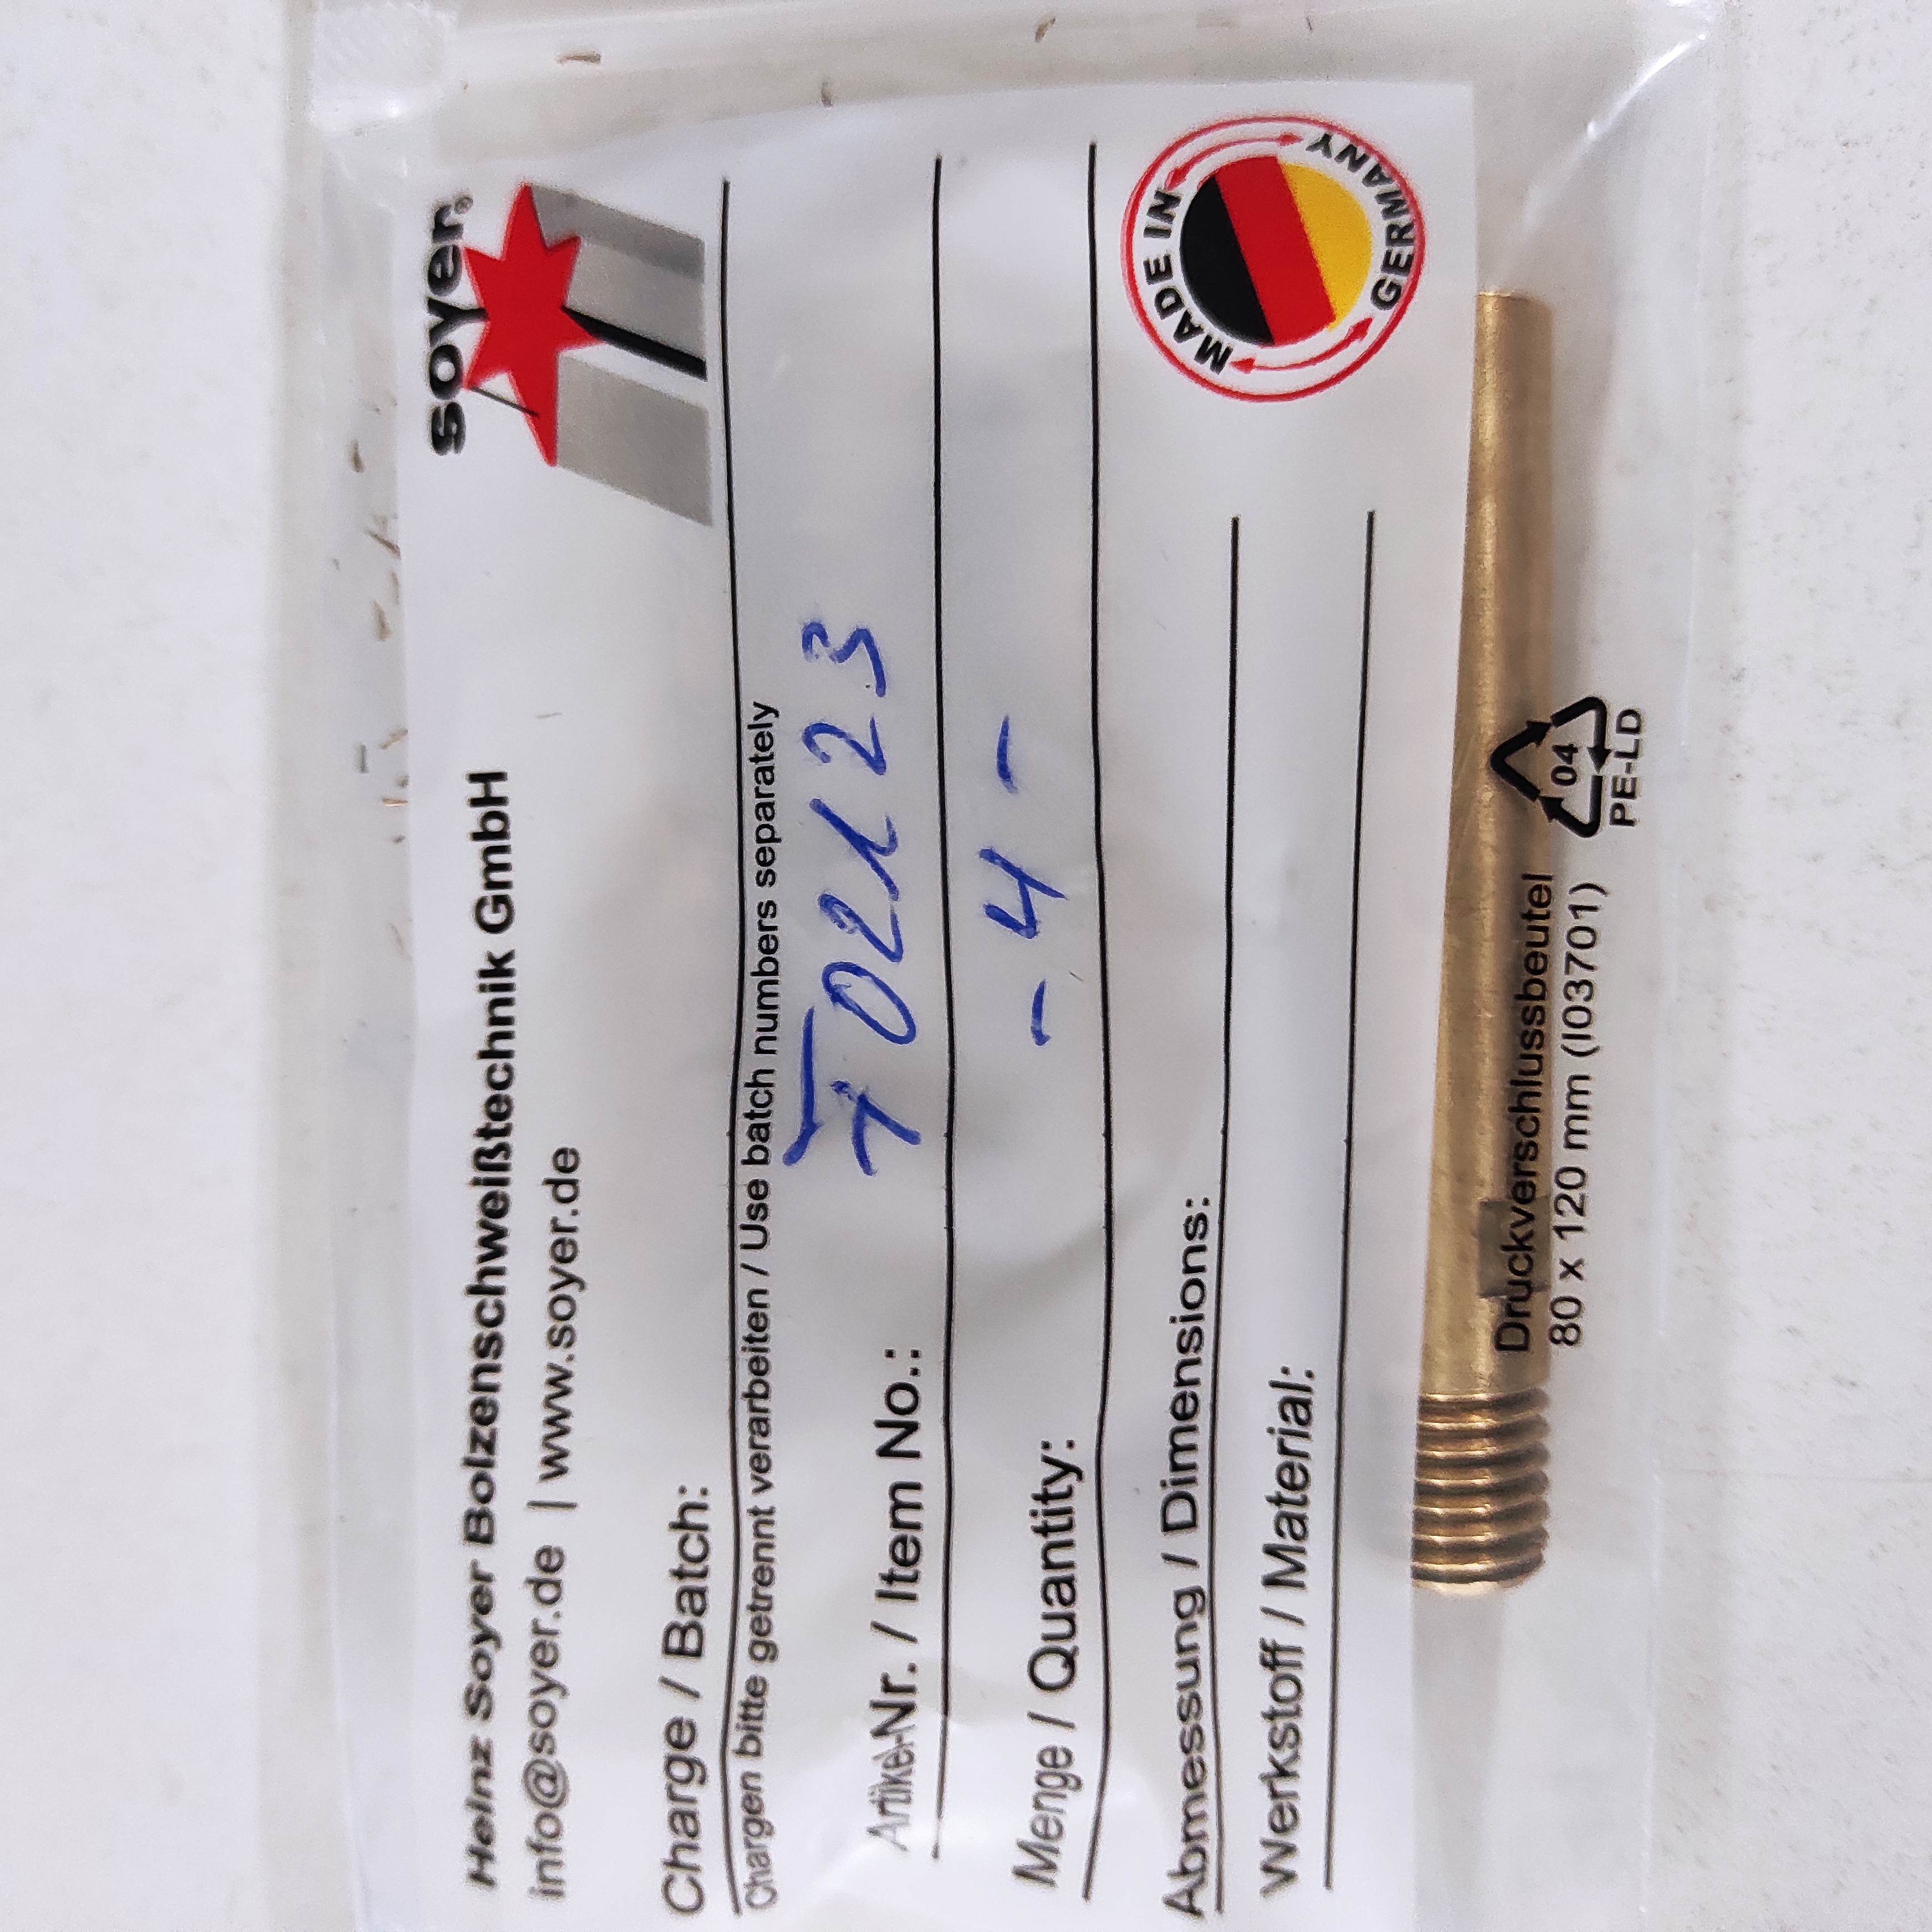 soyer®
Heinz Soyer Bolzenschweißtechnik GmbH
info@soyer.de | www.soyer.de
Charge / Batch:
Chargen bitte getrennt verarbeiten / Use batch numbers separately
Artikel-Nr. / Item No.: F02123
Menge / Quantity: - 4 -
Abmessung / Dimensions:
Werkstoff / Material:
MADE IN GERMANY
Druckverschlussbeutel
80 x 120 mm (I03701)
04
PE-LD